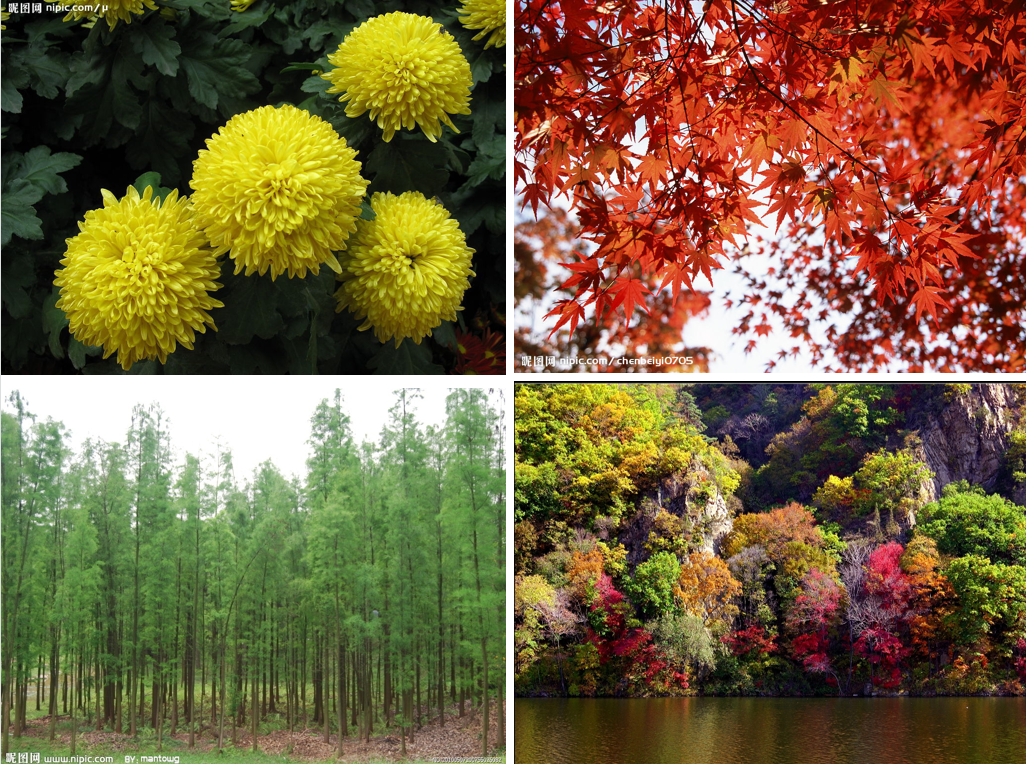 昵图网 nipic.com/u
昵图网 nipic.com/chenbeiyi0705
昵图网 www.nipic.com BY: mantowg